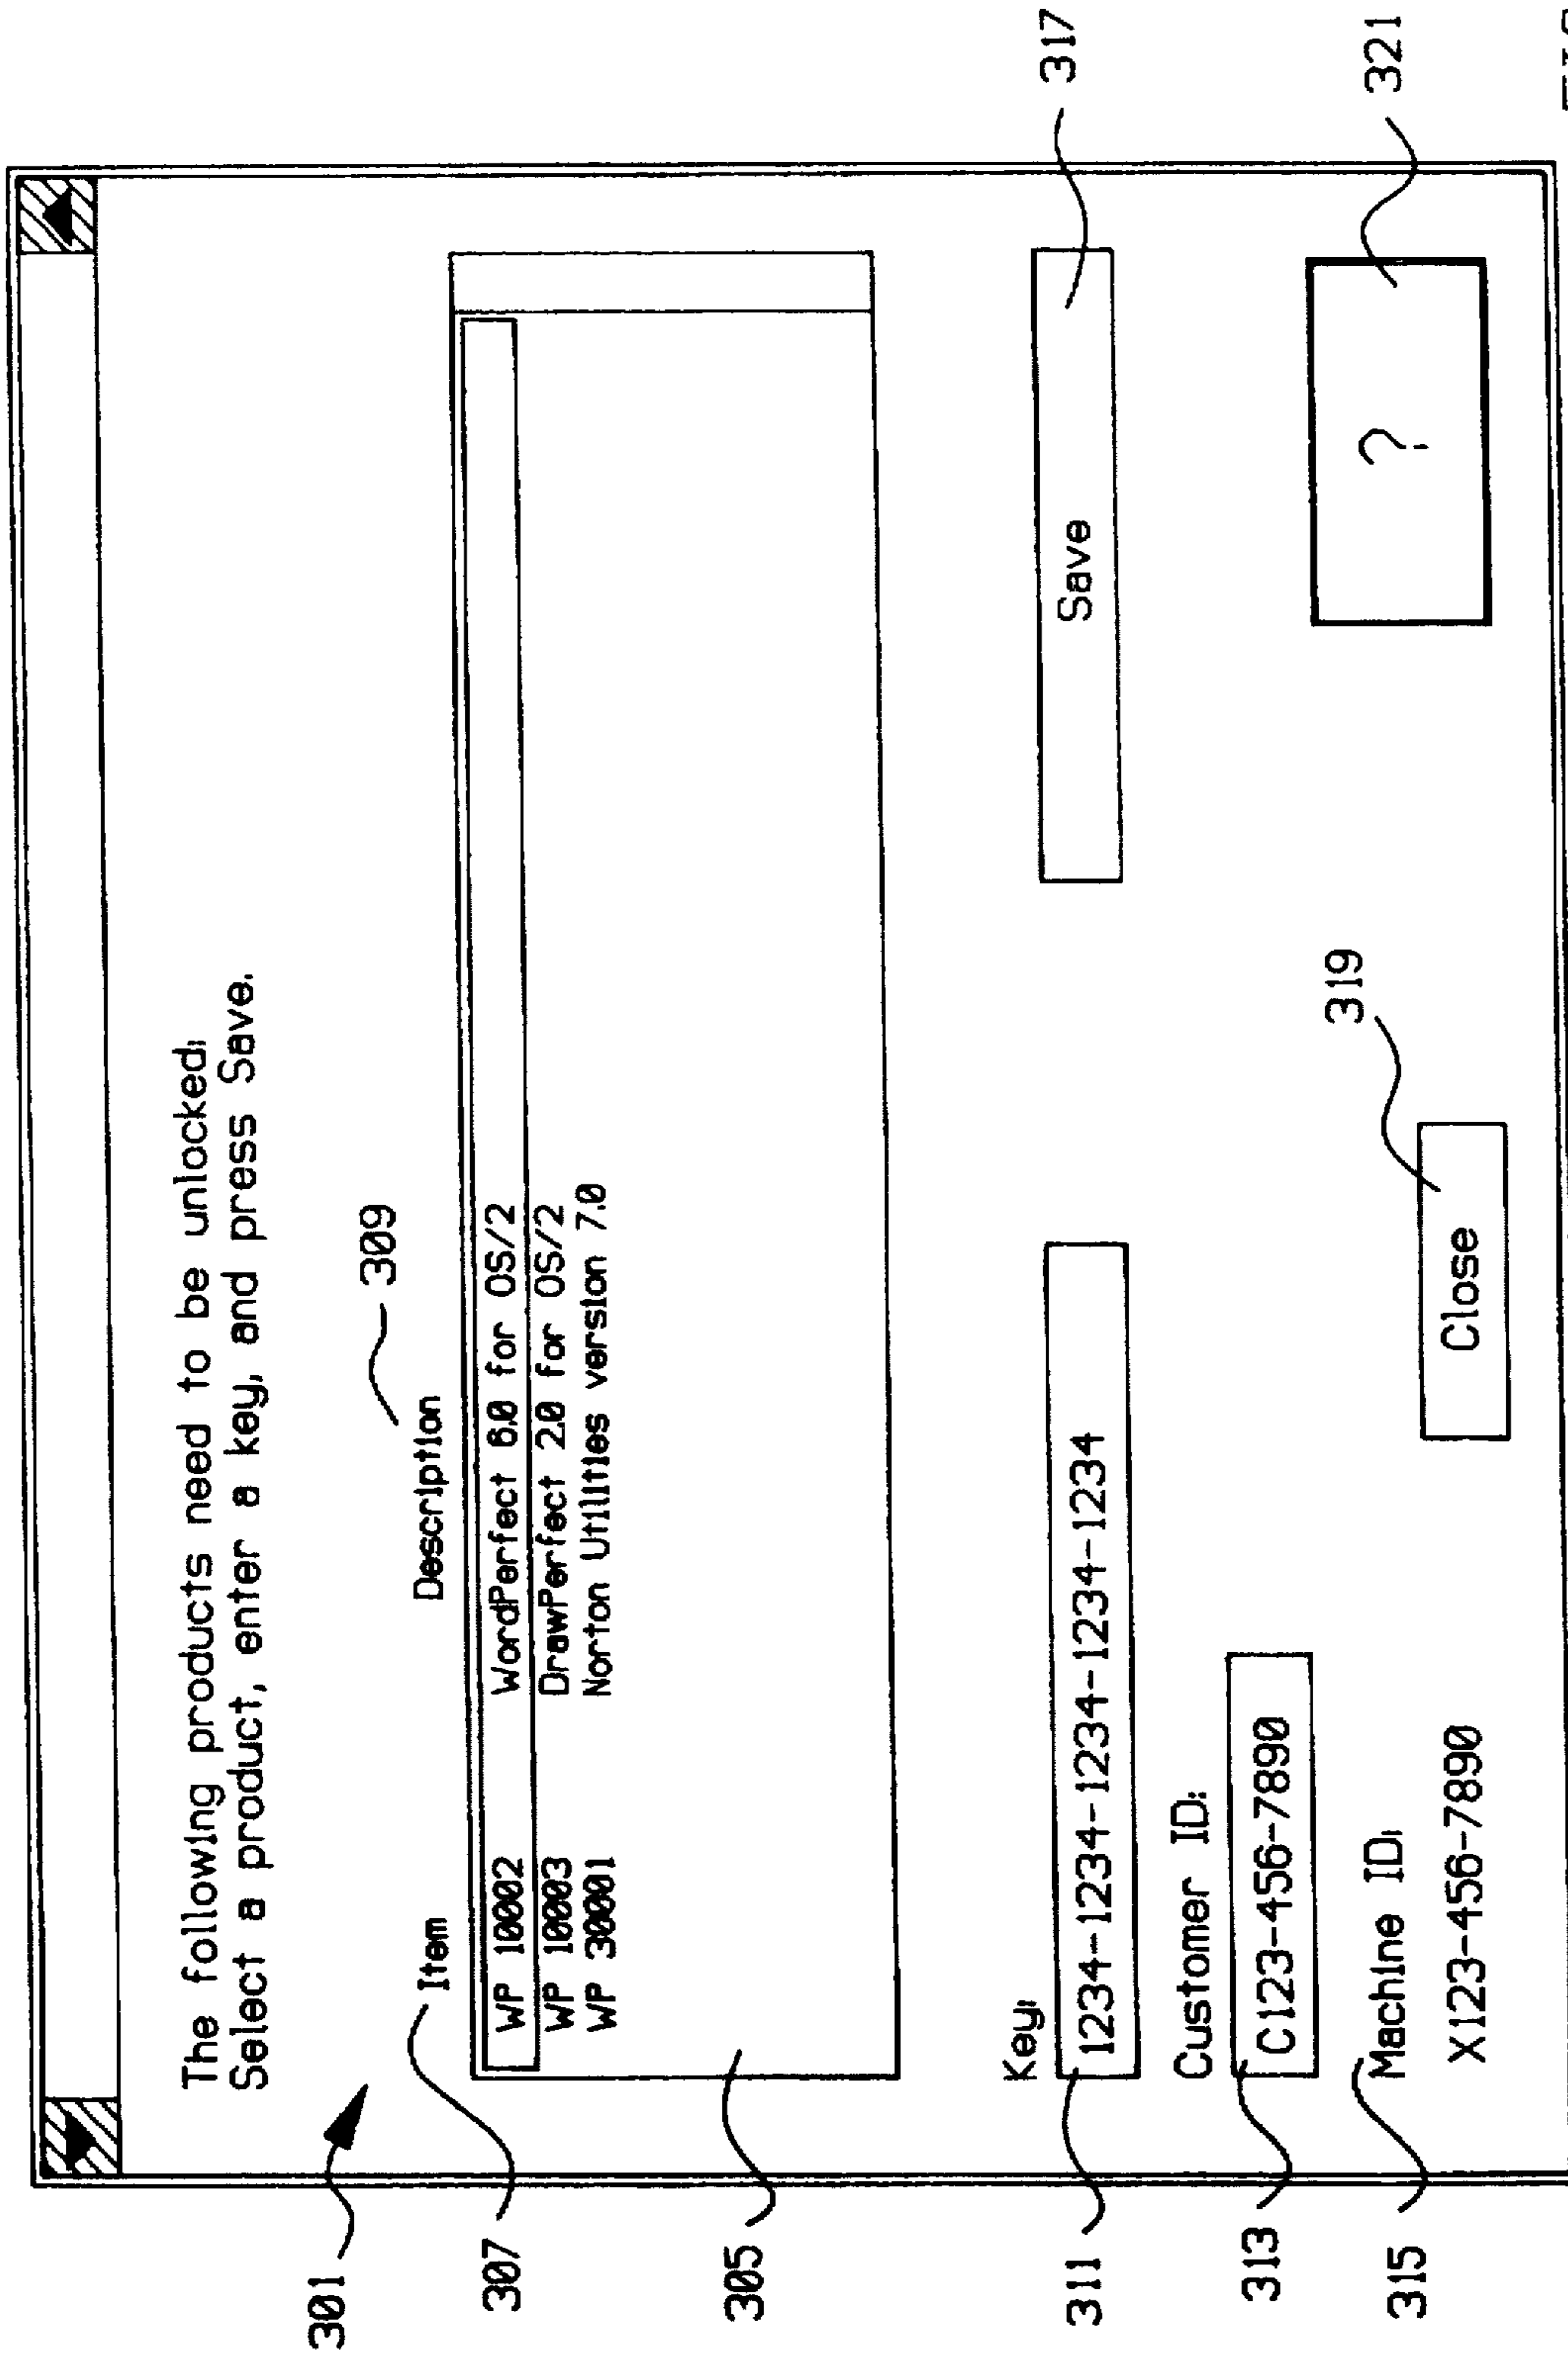 The following products need to be unlocked:
Select a product, enter a key, and press Save.
301
309
307
Item Description
WP 10002 WordPerfect 6.0 for OS/2
WP 10003 DrawPerfect 2.0 for OS/2
WP 30001 Norton Utilities version 7.0
305
Key:
311
1234-1234-1234-1234-1234-1234
Save
317
Customer ID:
313
C123-456-7890
319
321
Machine ID:
315
X123-456-7890
Close
?